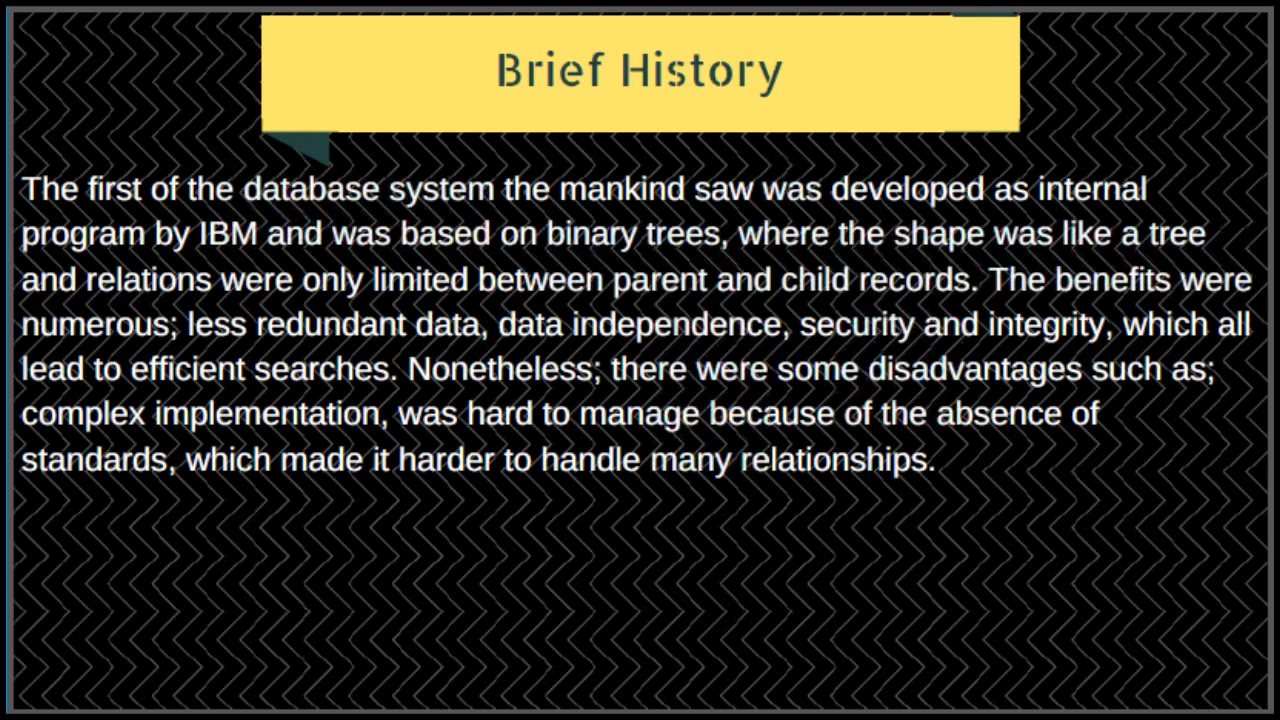 Brief History
The first of the database system the mankind saw was developed as internal
program by IBM and was based on binary trees, where the shape was like a tree
and relations were only limited between parent and child records. The benefits were
numerous; less redundant data, data independence, security and integrity, which all
lead to efficient searches. Nonetheless; there were some disadvantages such as;
complex implementation, was hard to manage because of the absence of
standards, which made it harder to handle many relationships.